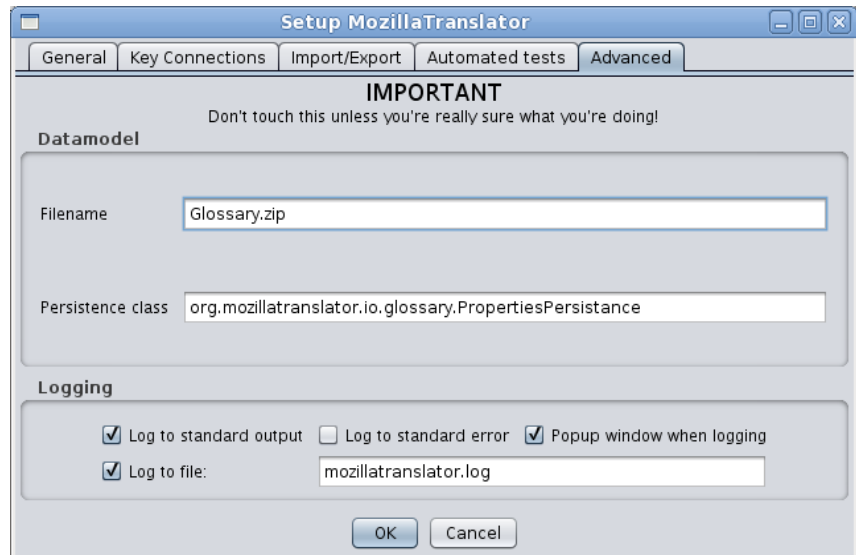 Setup MozillaTranslator
General Key Connections Import/Export Automated tests Advanced
IMPORTANT
Don't touch this unless you're really sure what you're doing!
Datamodel
Filename Glossary.zip
Persistence class org.mozillatranslator.io.glossary.PropertiesPersistance
Logging
Log to standard output Log to standard error Popup window when logging
Log to file: mozillatranslator.log
OK Cancel